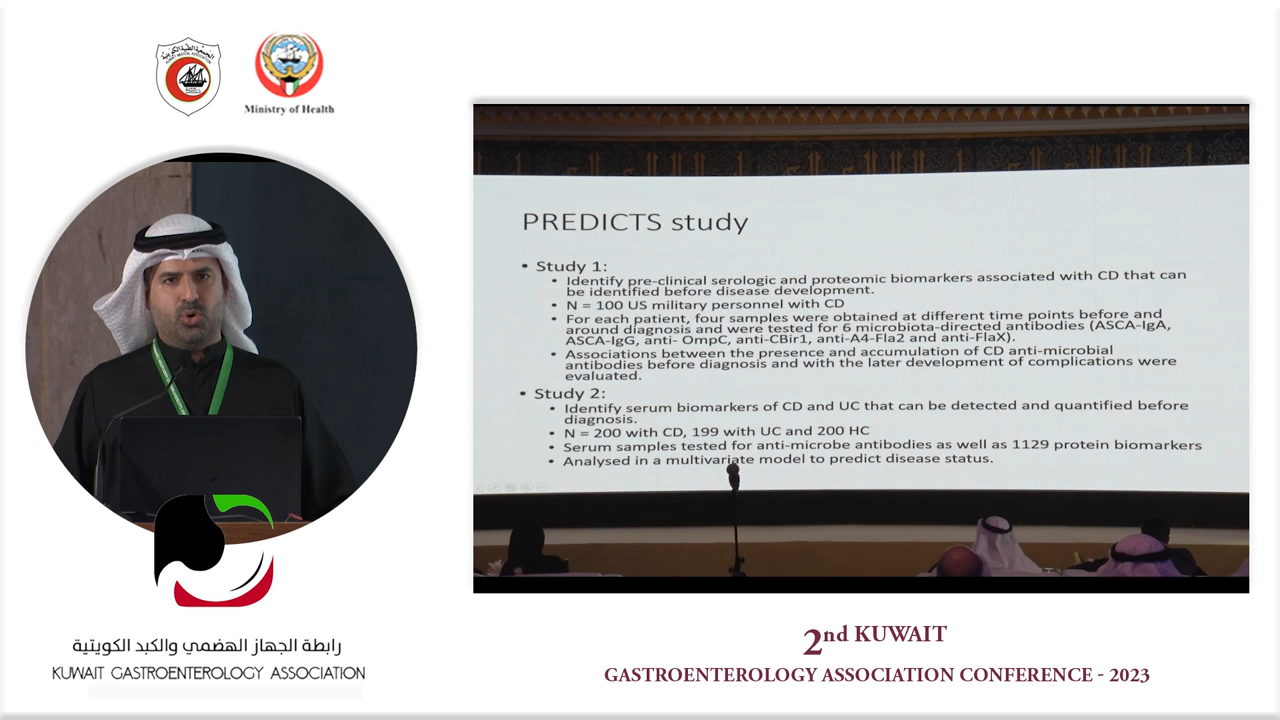 الجمعية الطبية الكويتية
KUWAIT MEDICAL ASSOCIATION
Ministry of Health
PREDICTS study
• Study 1:
• Identify pre-clinical serologic and proteomic biomarkers associated with CD that can
be identified before disease development.
• N = 100 US military personnel with CD
• For each patient, four samples were obtained at different time points before and
around diagnosis and were tested for 6 microbiota-directed antibodies (ASCA-IgA,
ASCA-IgG, anti- OmpC, anti-CBir1, anti-A4-Fla2 and anti-FlaX).
• Associations between the presence and accumulation of CD anti-microbial
antibodies before diagnosis and with the later development of complications were
evaluated.
• Study 2:
• Identify serum biomarkers of CD and UC that can be detected and quantified before
diagnosis.
• N = 200 with CD, 199 with UC and 200 HC
• Serum samples tested for anti-microbe antibodies as well as 1129 protein biomarkers
• Analysed in a multivariate model to predict disease status.
رابطة الجهاز الهضمي والكبد الكويتية
KUWAIT GASTROENTEROLOGY ASSOCIATION
2nd KUWAIT
GASTROENTEROLOGY ASSOCIATION CONFERENCE - 2023